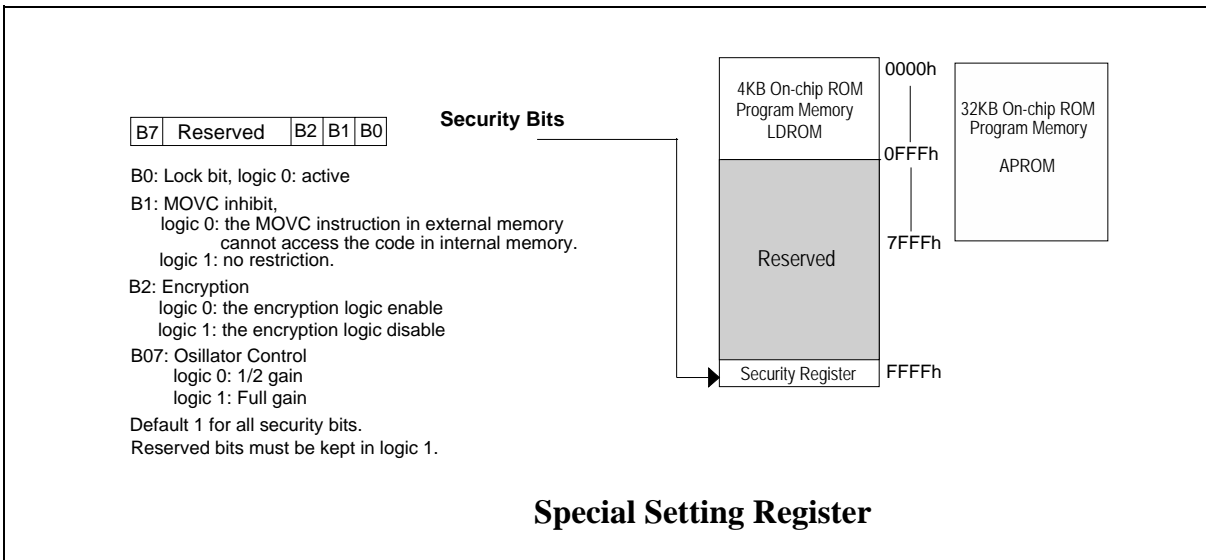 B7 Reserved B2 B1 B0
Security Bits
B0: Lock bit, logic 0: active
B1: MOVC inhibit,
logic 0: the MOVC instruction in external memory
cannot access the code in internal memory.
logic 1: no restriction.
B2: Encryption
logic 0: the encryption logic enable
logic 1: the encryption logic disable
B07: Osillator Control
logic 0: 1/2 gain
logic 1: Full gain
Default 1 for all security bits.
Reserved bits must be kept in logic 1.
4KB On-chip ROM
Program Memory
LDROM
Reserved
Security Register
0000h
0FFFh
7FFFh
FFFFh
32KB On-chip ROM
Program Memory
APROM
Special Setting Register